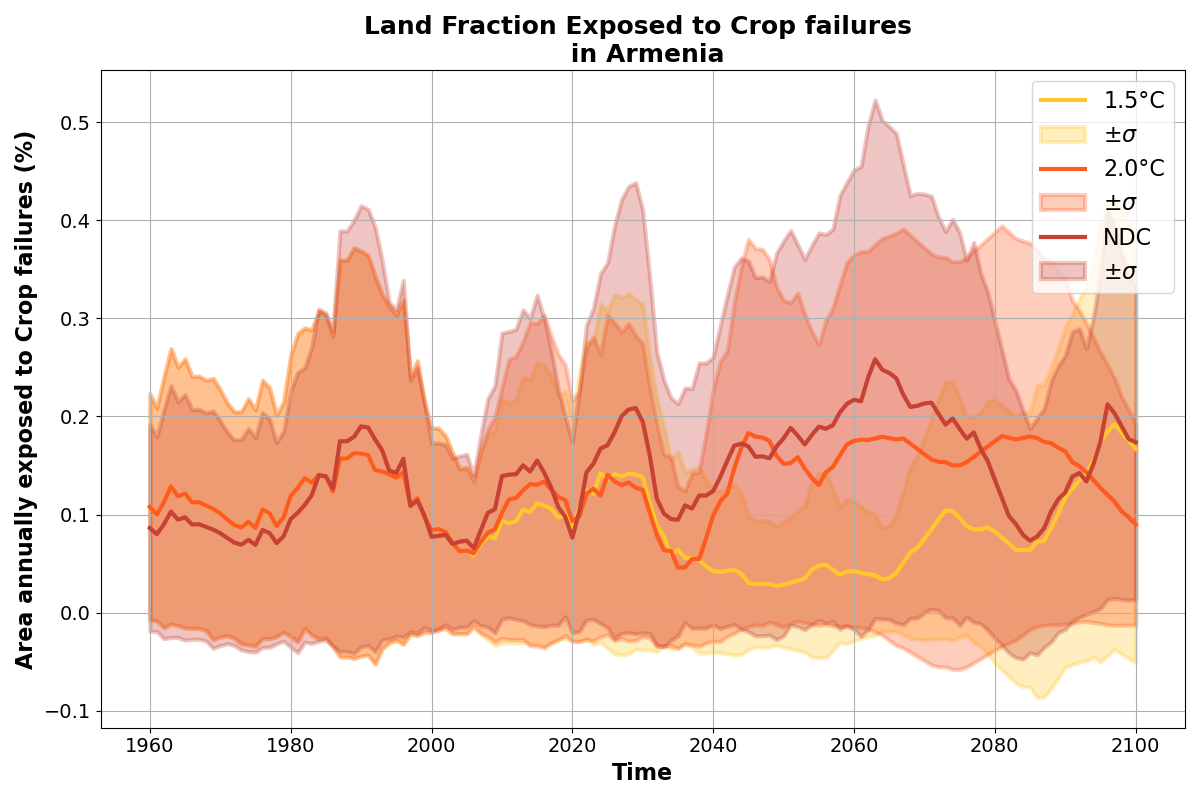 Land Fraction Exposed to Crop failures
in Armenia
Area annually exposed to Crop failures (%)
0.5
0.4
0.3
0.2
0.1
0.0
−0.1
1.5°C
±σ
2.0°C
±σ
NDC
±σ
1960 1980 2000 2020 2040 2060 2080 2100
Time